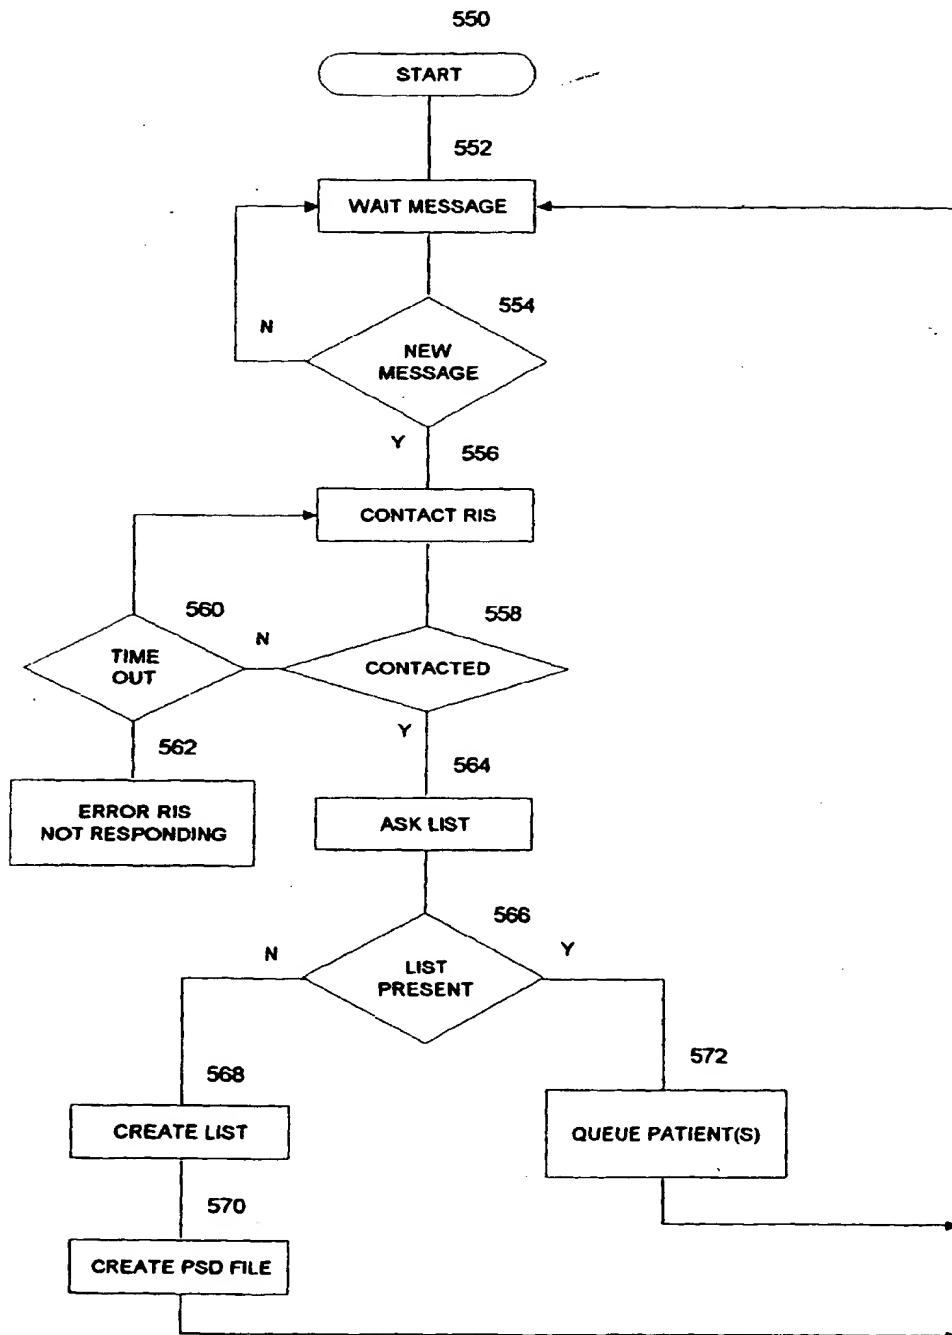 550
START
552
WAIT MESSAGE
554
N
NEW
MESSAGE
Y
556
CONTACT RIS
560
558
TIME
OUT
N
CONTACTED
Y
562
564
ERROR RIS
NOT RESPONDING
ASK LIST
566
N
Y
LIST
PRESENT
572
568
CREATE LIST
QUEUE PATIENT(S)
570
CREATE PSD FILE